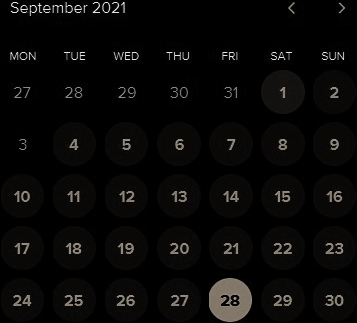 September 2021 < >
MON TUE WED THU FRI SAT SUN
27 28 29 30 31 1 2
3 4 5 6 7 8 9
10 11 12 13 14 15 16
17 18 19 20 21 22 23
24 25 26 27 28 29 30